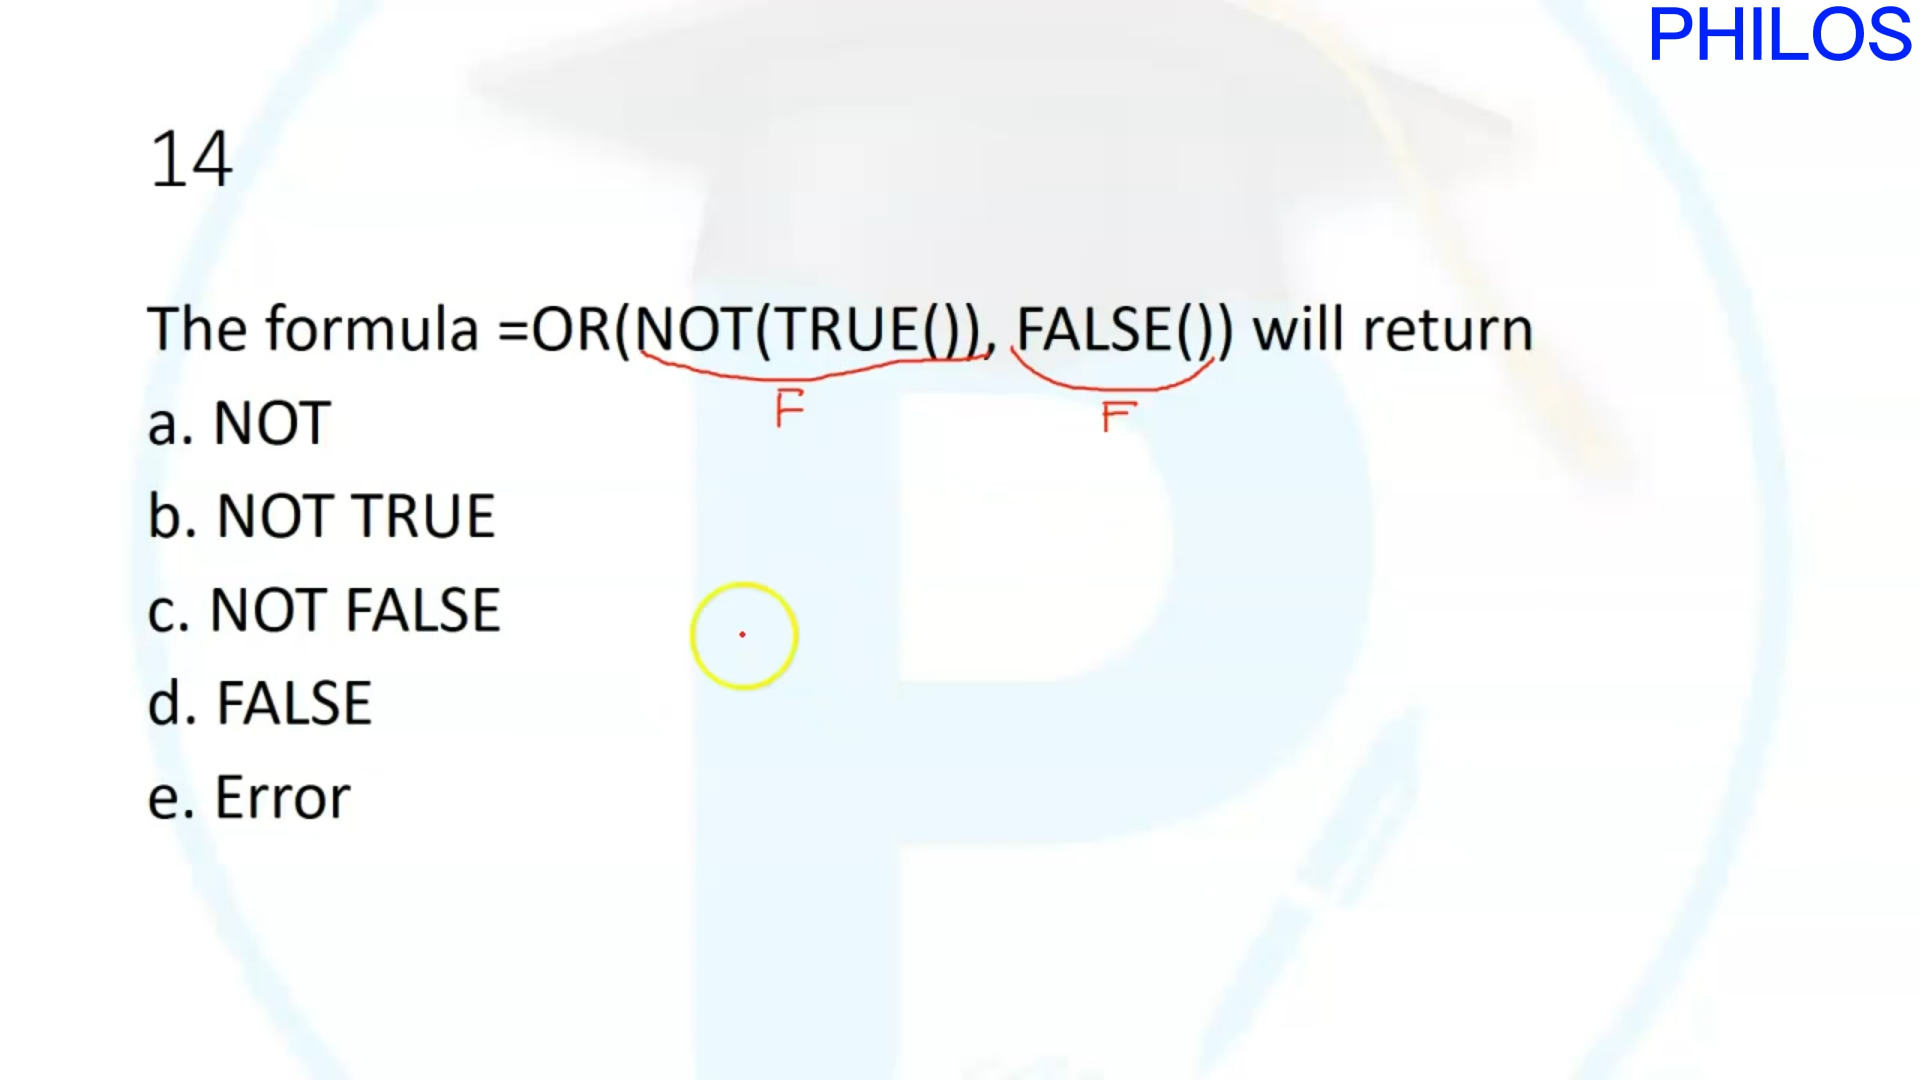 PHILOS
14
The formula =OR(NOT(TRUE()), FALSE()) will return
F F
a. NOT
b. NOT TRUE
c. NOT FALSE
d. FALSE
e. Error